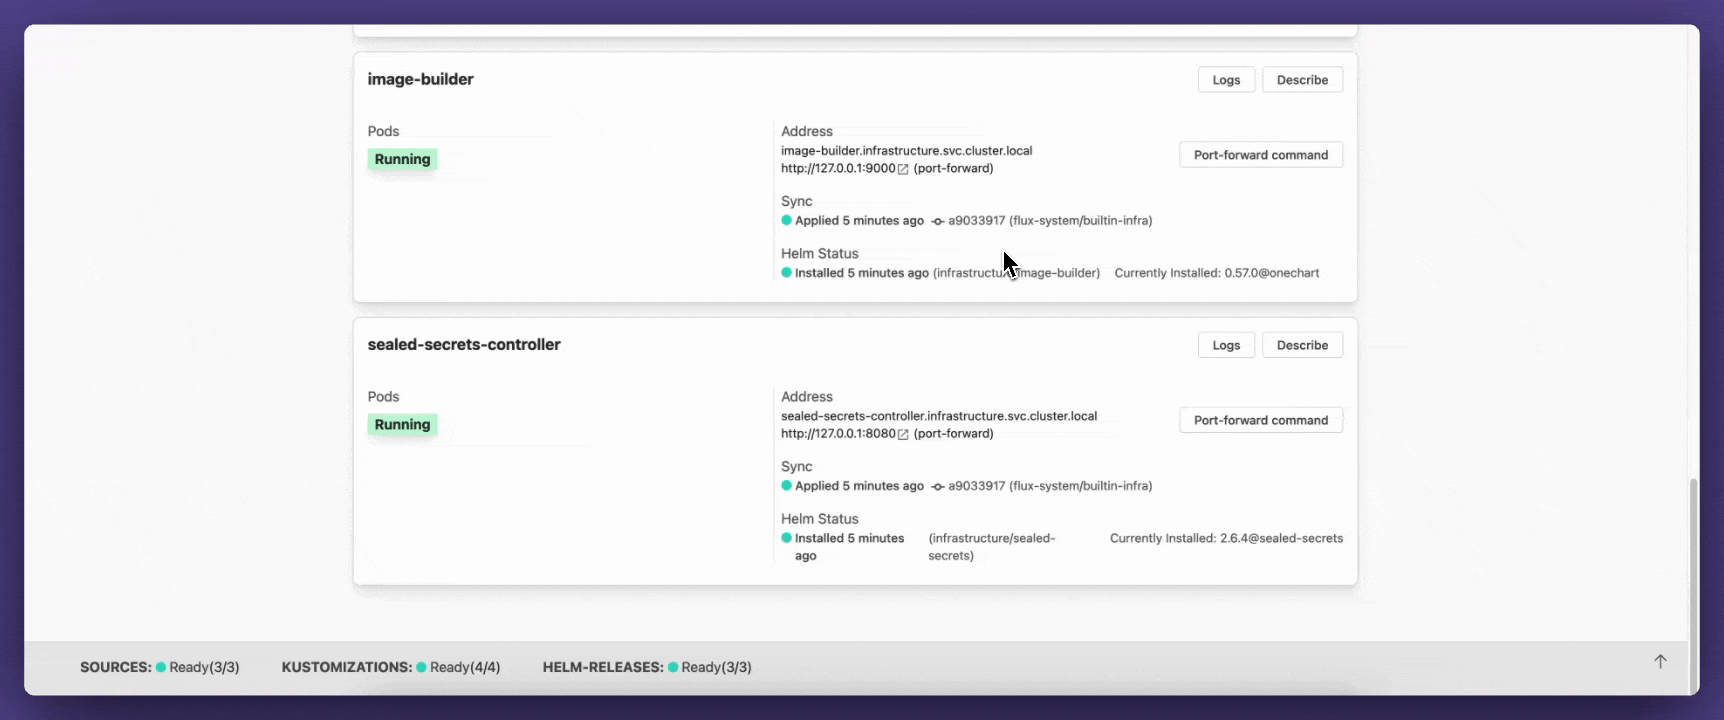 image-builder
Logs
Describe
Pods
Running
Address
image-builder.infrastructure.svc.cluster.local
http://127.0.0.1:9000 (port-forward)
Port-forward command
Sync
Applied 5 minutes ago a9033917 (flux-system/builtin-infra)
Helm Status
Installed 5 minutes ago (infrastructu image-builder) Currently Installed: 0.57.0@onechart
sealed-secrets-controller
Logs
Describe
Pods
Running
Address
sealed-secrets-controller.infrastructure.svc.cluster.local
http://127.0.0.1:8080 (port-forward)
Port-forward command
Sync
Applied 5 minutes ago a9033917 (flux-system/builtin-infra)
Helm Status
Installed 5 minutes
ago
(infrastructure/sealed-
secrets)
Currently Installed: 2.6.4@sealed-secrets
SOURCES: Ready(3/3) KUSTOMIZATIONS: Ready(4/4) HELM-RELEASES: Ready(3/3)